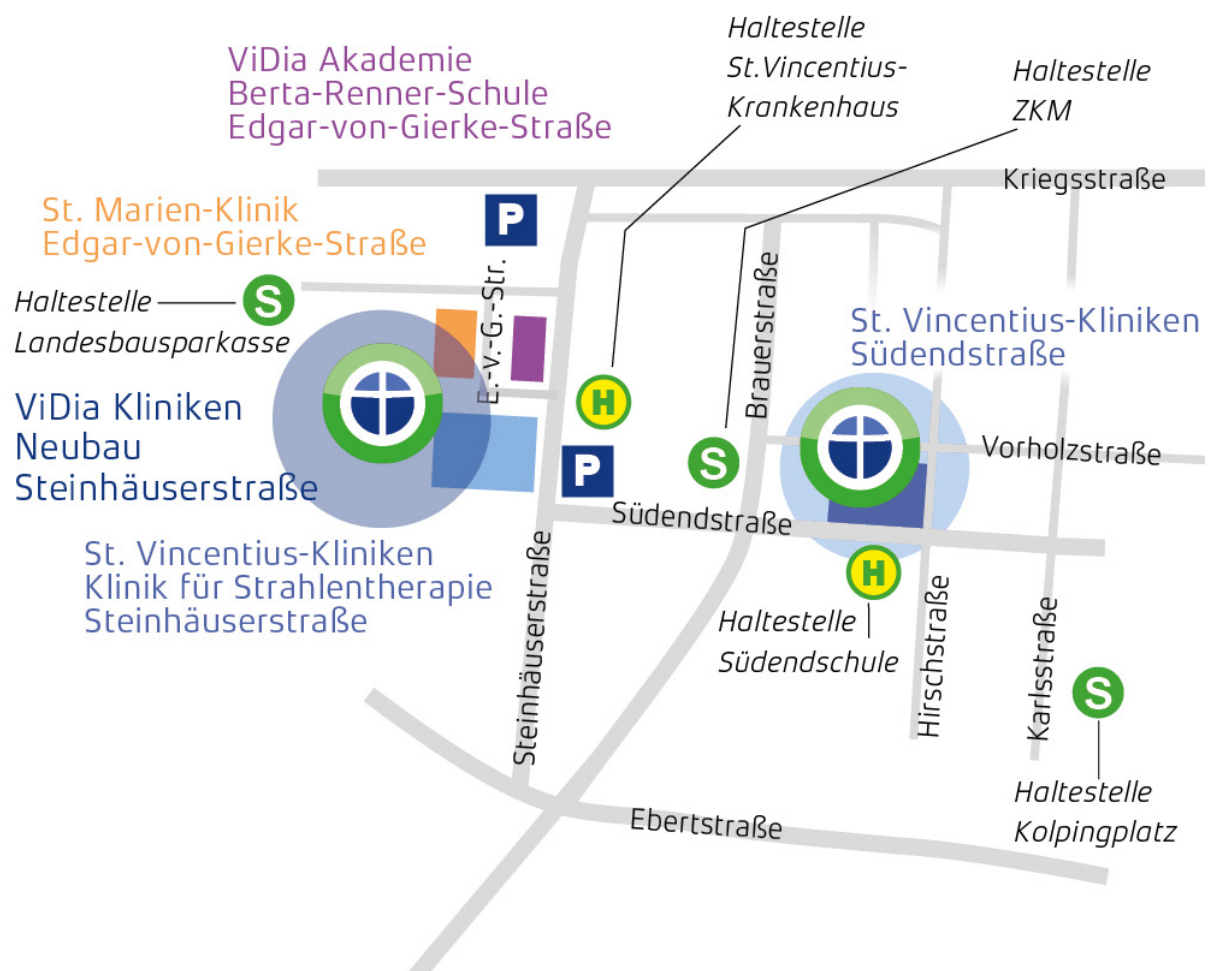 ViDia Akademie
Berta-Renner-Schule
Edgar-von-Gierke-Straße
Haltestelle
St.Vincentius-
Krankenhaus
Haltestelle
ZKM
Kriegsstraße
St. Marien-Klinik
Edgar-von-Gierke-Straße
P
Haltestelle
Landesbausparkasse
S
E.-v.-G.-Str.
Brauerstraße
St. Vincentius-Kliniken
Südendstraße
ViDia Kliniken
Neubau
Steinhäuserstraße
H
P
S
Vorholzstraße
Südendstraße
St. Vincentius-Kliniken
Klinik für Strahlentherapie
Steinhäuserstraße
Steinhäuserstraße
H
Haltestelle
Südendschule
Hirschstraße
Karlsstraße
S
Haltestelle
Kolpingplatz
Ebertstraße